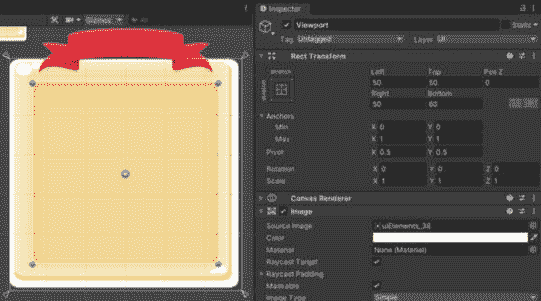 Gizmos
All
Inspector
Viewport
Static
Tag Untagged
Layer UI
Rect Transform
stretch
Left Top Pos Z
50 50 0
Right Bottom
50 60
Anchors
Min X 0 Y 0
Max X 1 Y 1
Pivot X 0.5 Y 0.5
Rotation X 0 Y 0 Z 0
Scale X 1 Y 1 Z 1
Canvas Renderer
Image
Source Image uiElements_38
Color
Material None (Material)
Raycast Target
Raycast Padding
Maskable
Image Type Simple